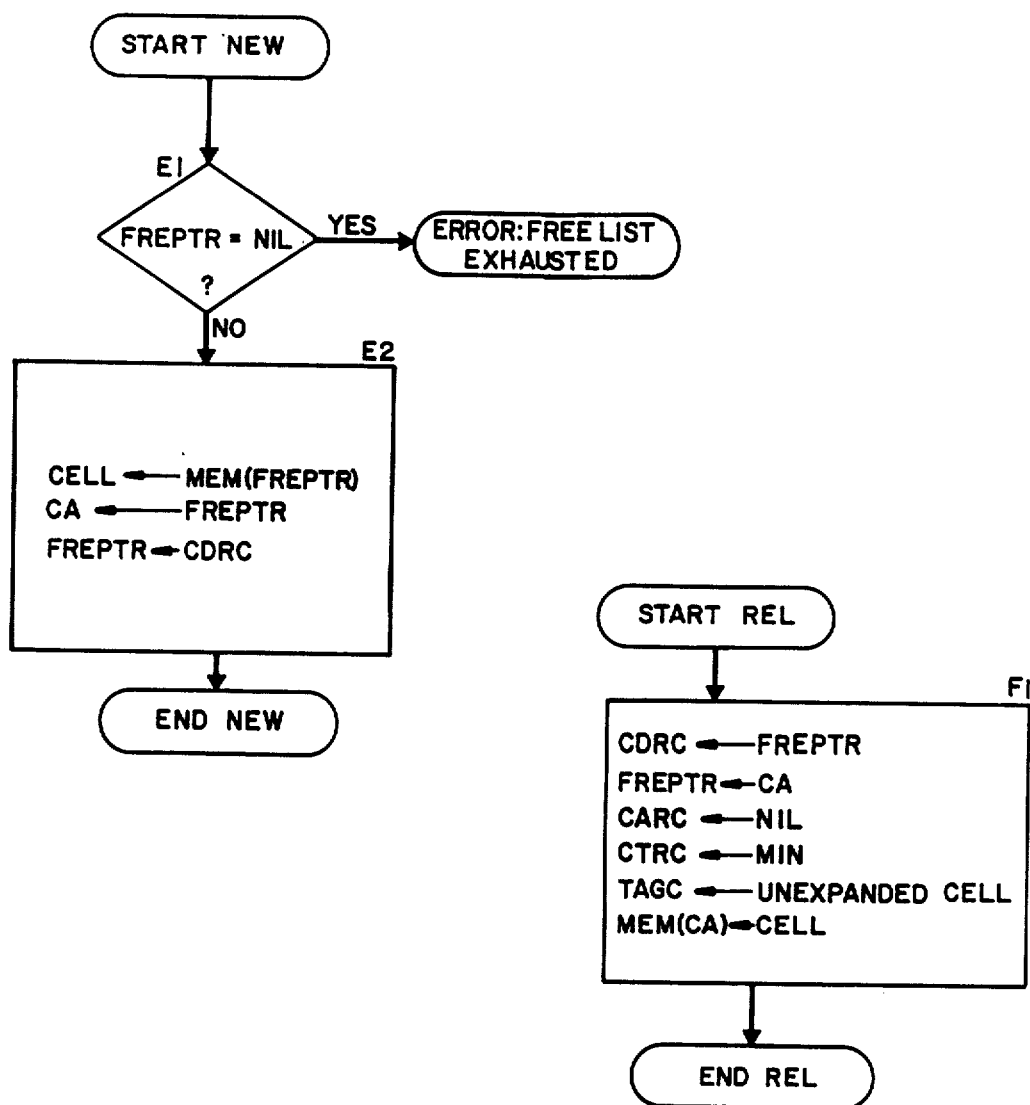 START NEW
E1
FREPTR = NIL
?
YES
ERROR: FREE LIST
EXHAUSTED
NO
E2
CELL ← MEM(FREPTR)
CA ← FREPTR
FREPTR ← CDRC
END NEW
START REL
F1
CDRC ← FREPTR
FREPTR ← CA
CARC ← NIL
CTRC ← MIN
TAGC ← UNEXPANDED CELL
MEM(CA) ← CELL
END REL